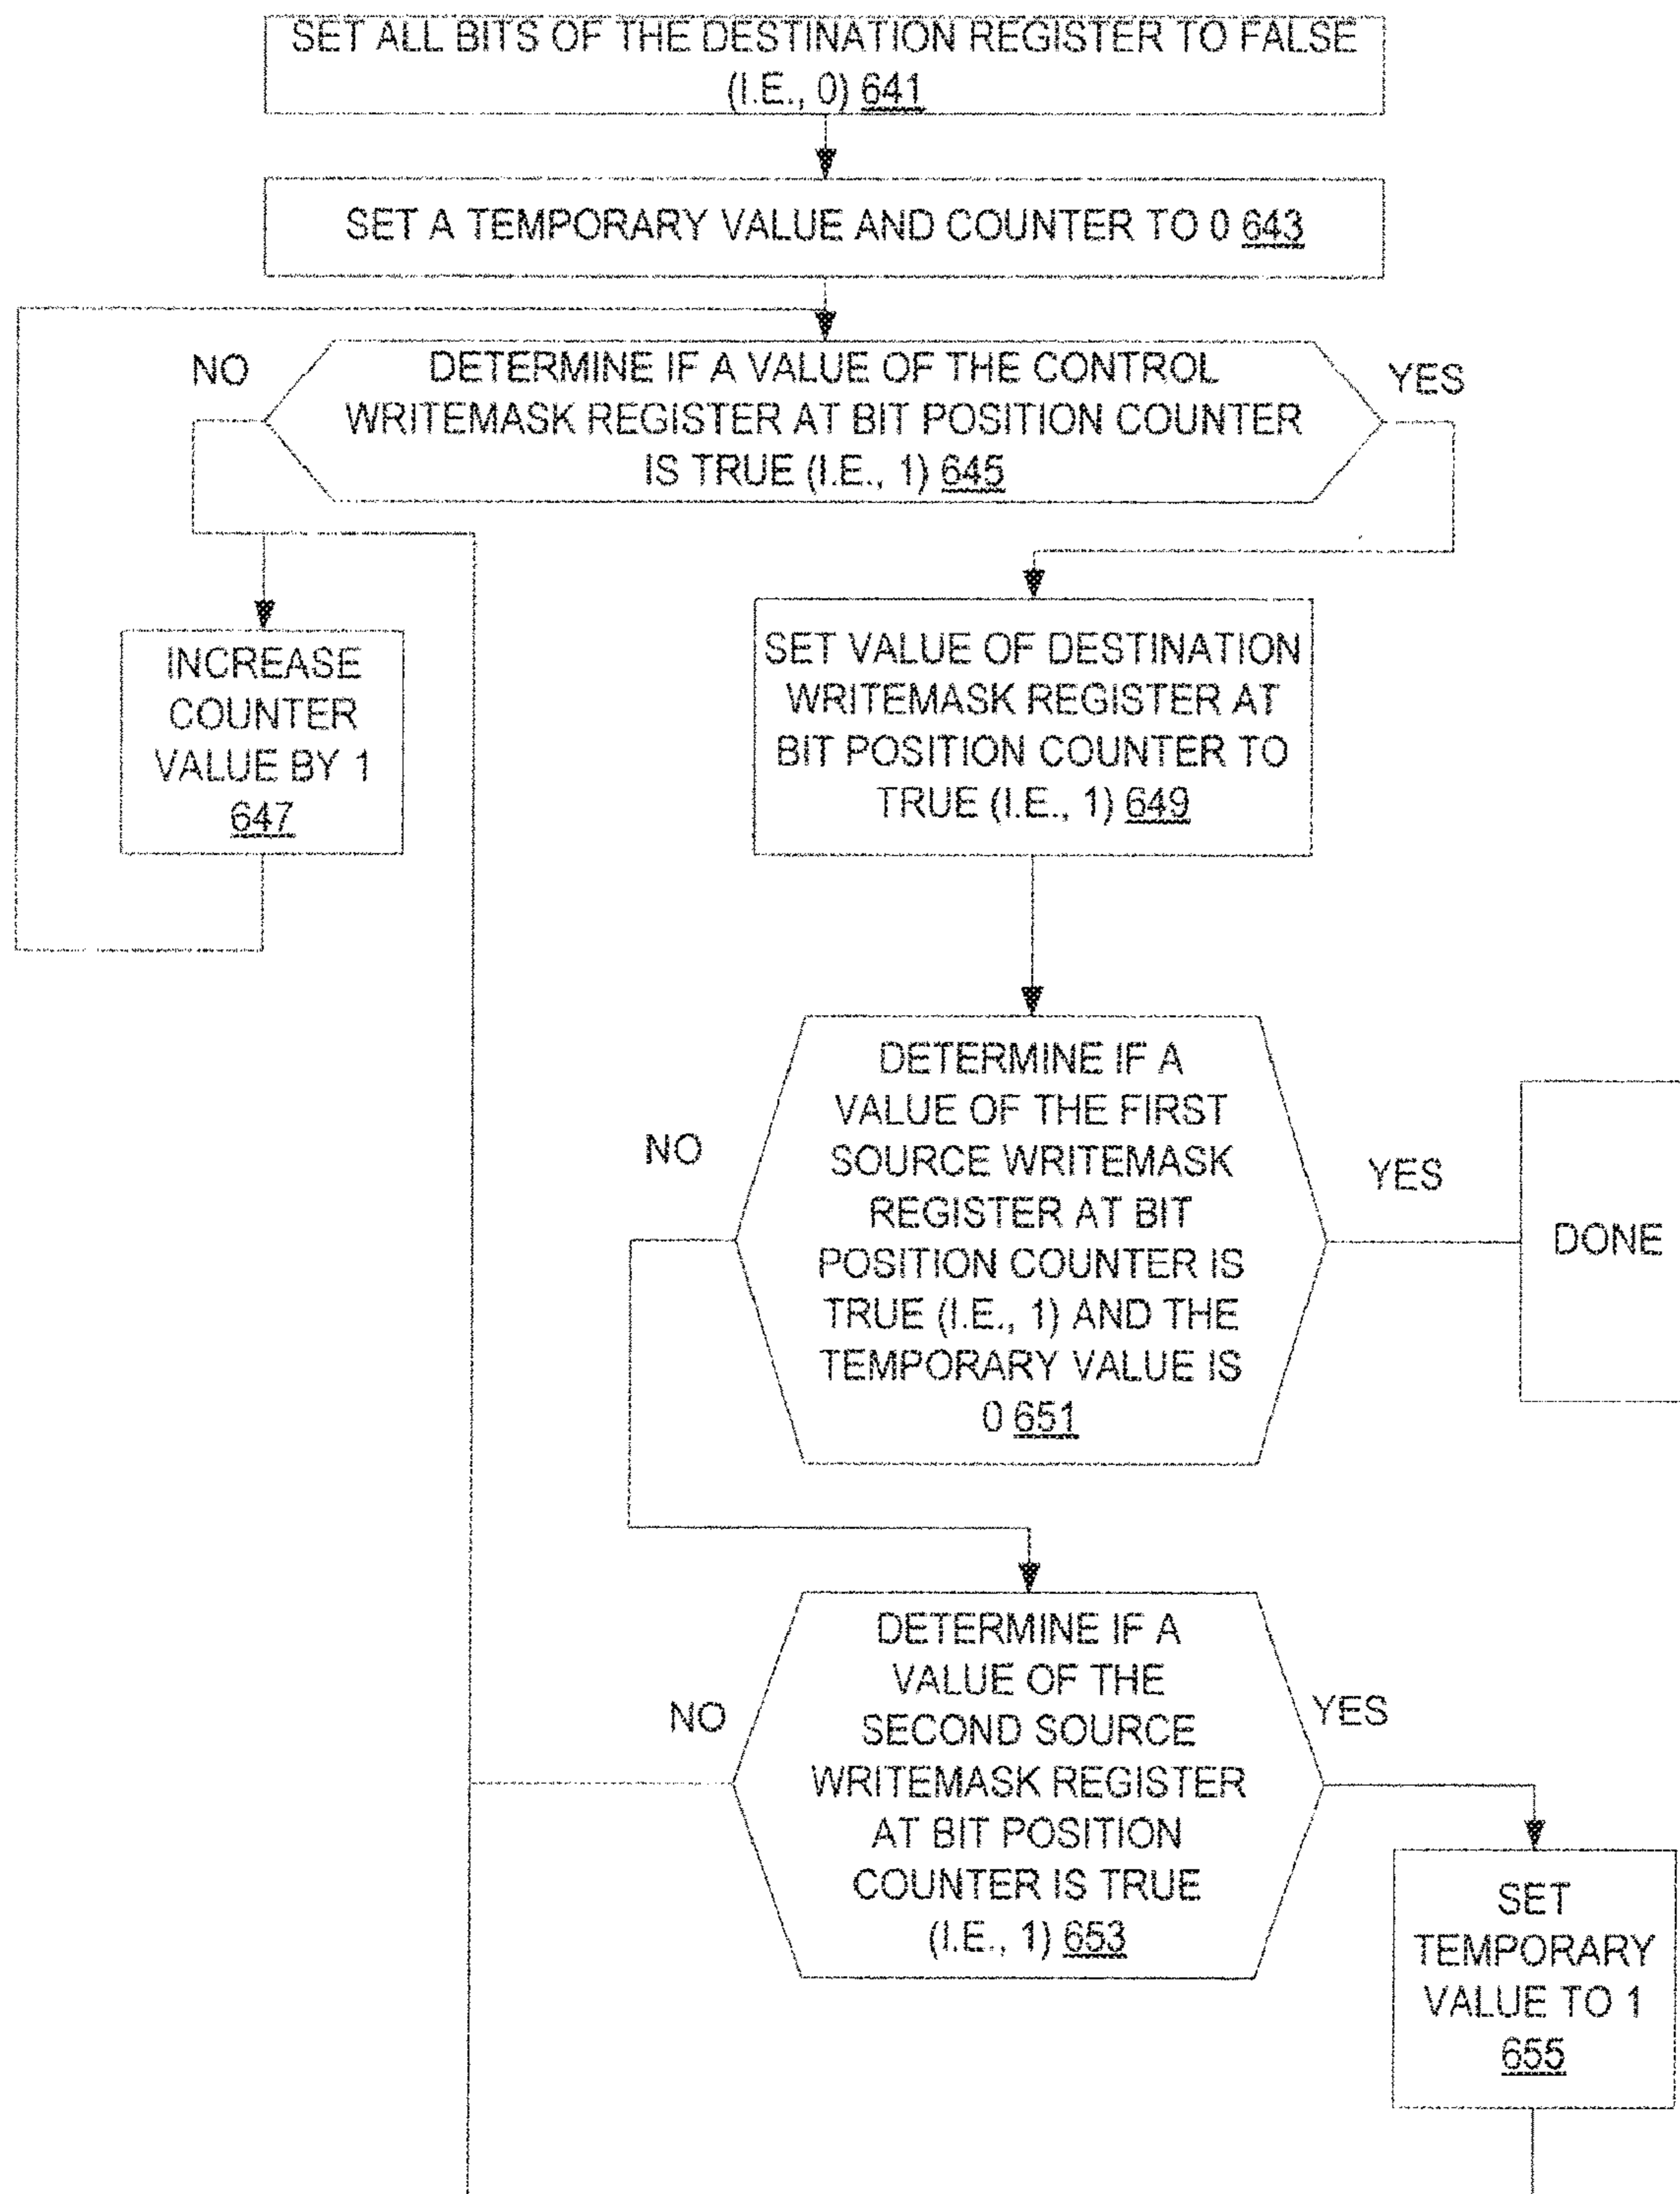 SET ALL BITS OF THE DESTINATION REGISTER TO FALSE
(I.E., 0) 641
SET A TEMPORARY VALUE AND COUNTER TO 0 643
NO
DETERMINE IF A VALUE OF THE CONTROL
WRITEMASK REGISTER AT BIT POSITION COUNTER
IS TRUE (I.E., 1) 645
YES
INCREASE
COUNTER
VALUE BY 1
647
SET VALUE OF DESTINATION
WRITEMASK REGISTER AT
BIT POSITION COUNTER TO
TRUE (I.E., 1) 649
NO
DETERMINE IF A
VALUE OF THE FIRST
SOURCE WRITEMASK
REGISTER AT BIT
POSITION COUNTER IS
TRUE (I.E., 1) AND THE
TEMPORARY VALUE IS
0 651
YES
DONE
NO
DETERMINE IF A
VALUE OF THE
SECOND SOURCE
WRITEMASK REGISTER
AT BIT POSITION
COUNTER IS TRUE
(I.E., 1) 653
YES
SET
TEMPORARY
VALUE TO 1
655